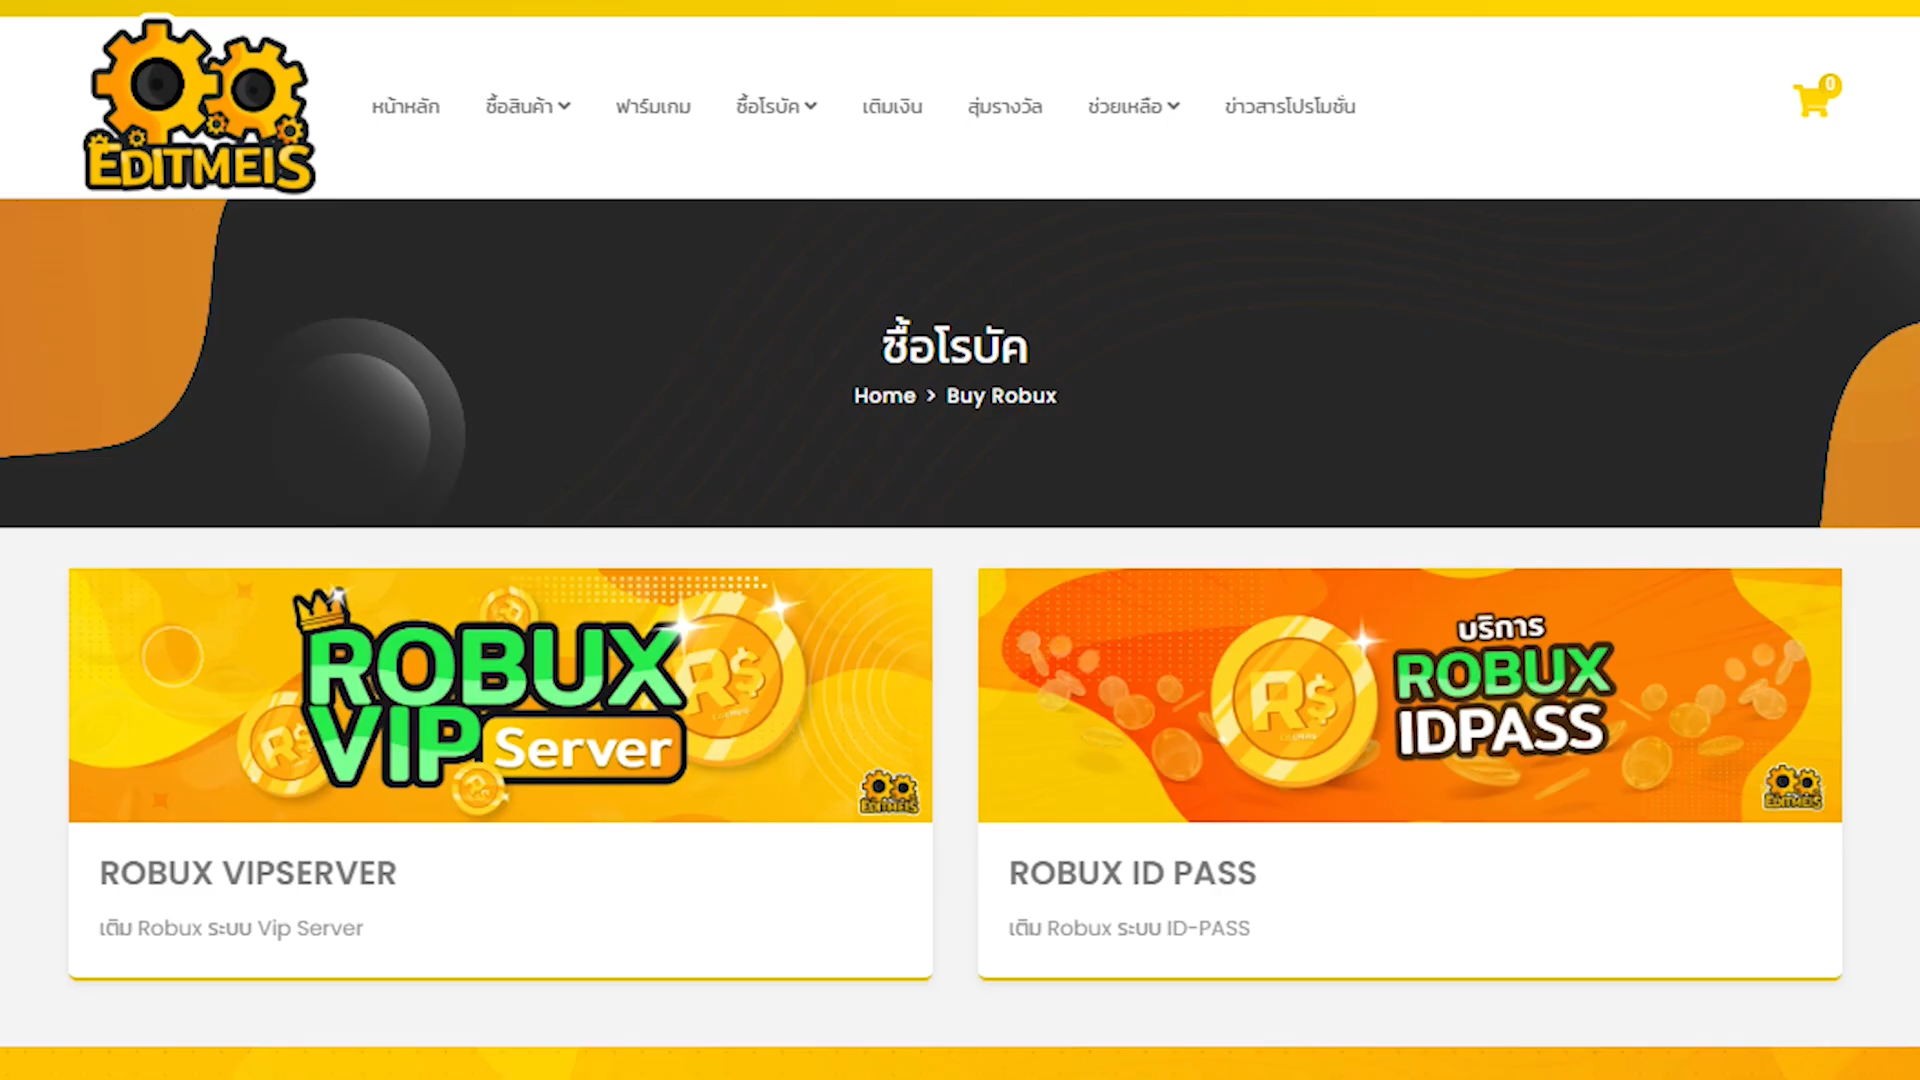 EDITMEIS
หน้าหลัก ซื้อสินค้า ฟาร์มเกม ซื้อโรบัค เติมเงิน สุ่มรางวัล ช่วยเหลือ ข่าวสารโปรโมชั่น
0
ซื้อโรบัค
Home > Buy Robux
ROBUX
VIP Server
R$
R$
EDITMEIS
บริการ
ROBUX
IDPASS
R$
EDITMEIS
ROBUX VIPSERVER
เติม Robux ระบบ Vip Server
ROBUX ID PASS
เติม Robux ระบบ ID-PASS